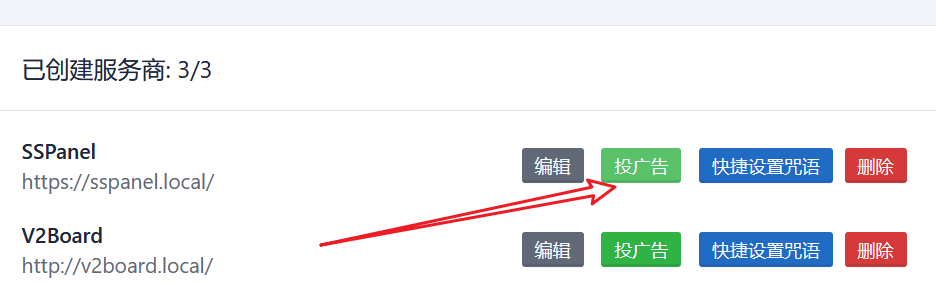 已创建服务商: 3/3
SSPanel
https://sspanel.local/
编辑 投广告 快捷设置咒语 删除
V2Board
http://v2board.local/
编辑 投广告 快捷设置咒语 删除